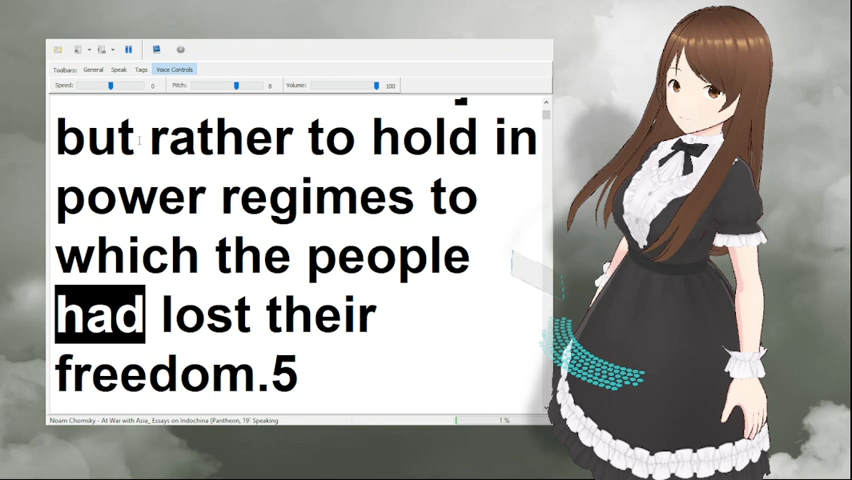 Toolbars: General Speak Tags Voice Controls
Speed: 0 Pitch: 8 Volume: 100
but rather to hold in
power regimes to
which the people
had lost their
freedom.5
Noam Chomsky - At War with Asia_ Essays on Indochina (Pantheon, 19 Speaking 1 %